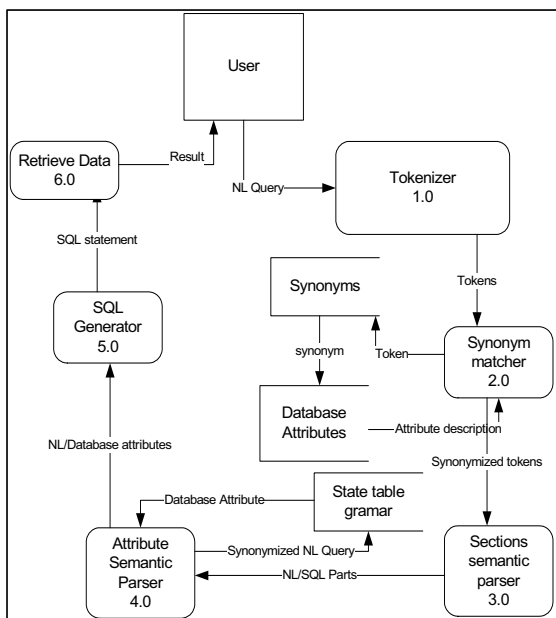 User
Retrieve Data
6.0
Result
NL Query
Tokenizer
1.0
SQL statement
Tokens
Synonyms
SQL
Generator
5.0
synonym
Token
Synonym
matcher
2.0
Database
Attributes
Attribute description
NL/Database attributes
Synonymized tokens
State table
gramar
Database Attribute
Attribute
Semantic
Parser
4.0
Synonymized NL Query
NL/SQL Parts
Sections
semantic
parser
3.0